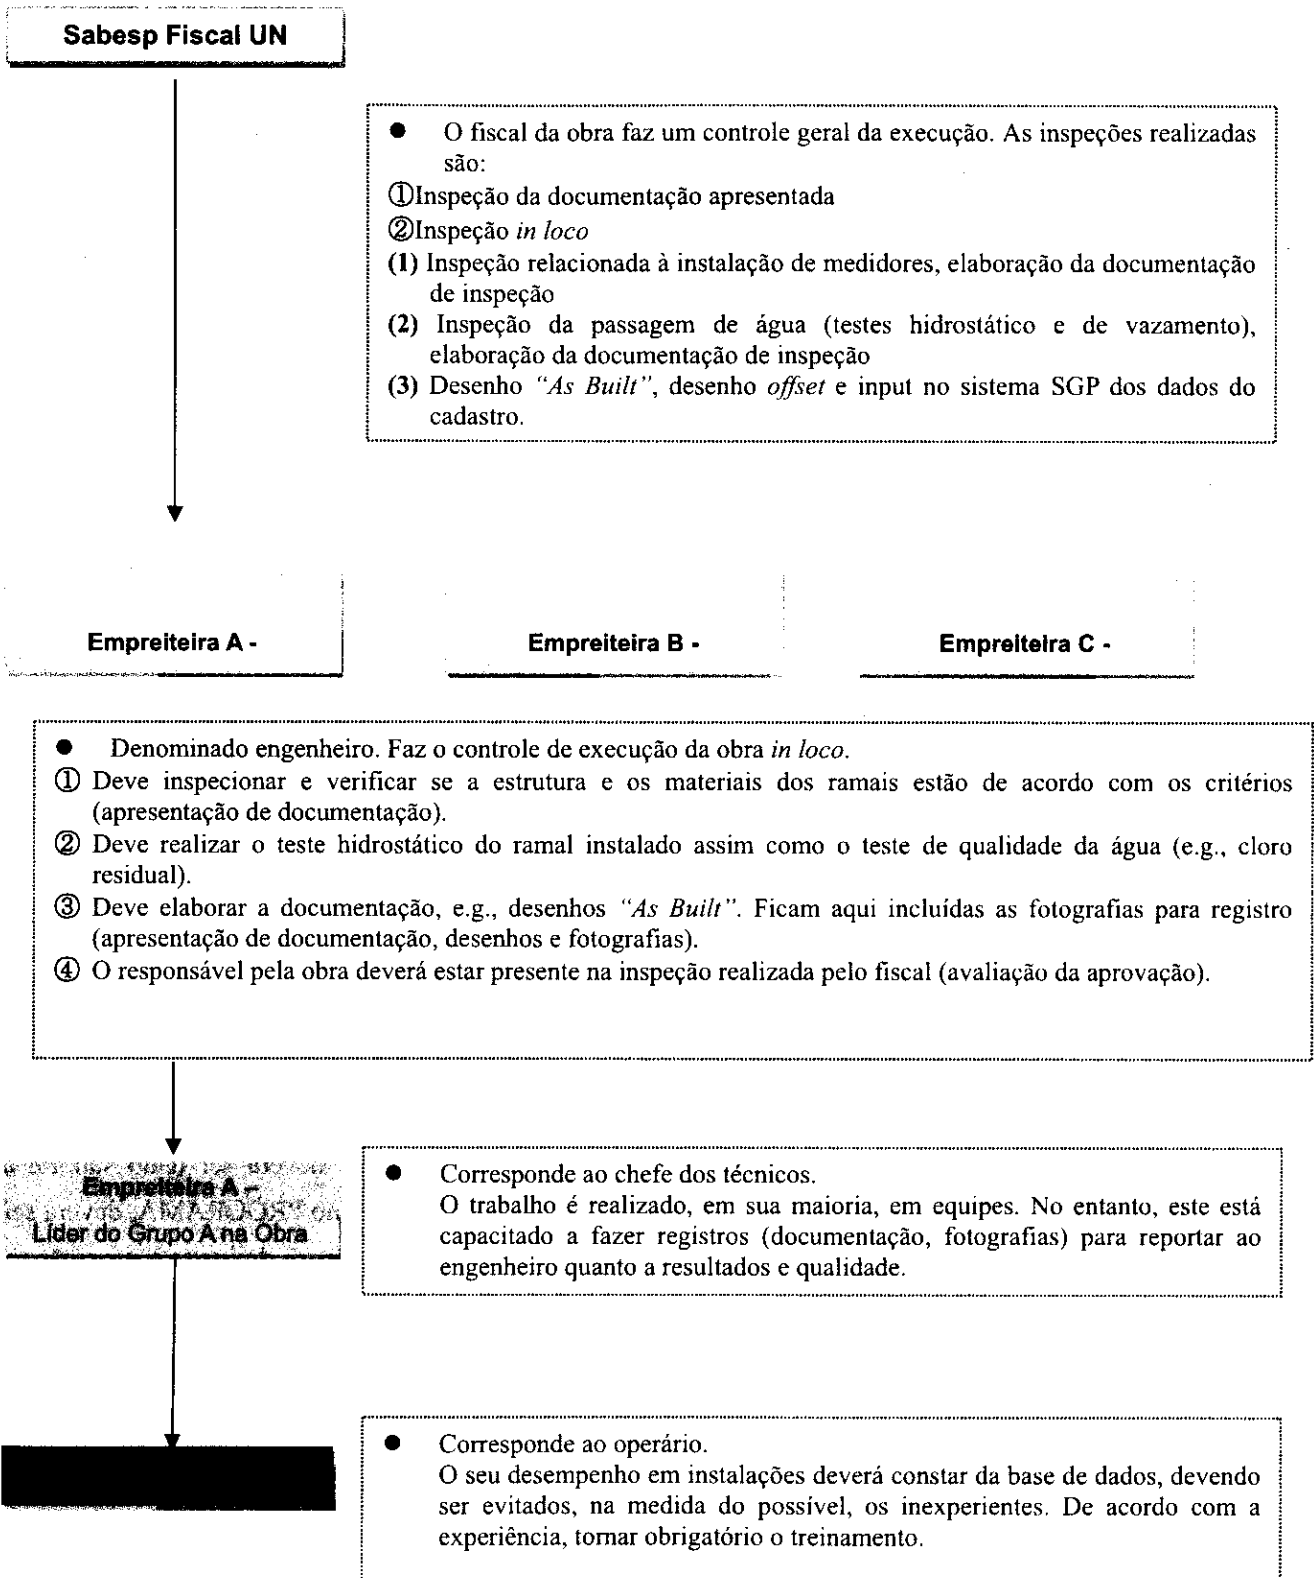 Sabesp Fiscal UN
● O fiscal da obra faz um controle geral da execução. As inspeções realizadas
são:
①Inspeção da documentação apresentada
②Inspeção in loco
(1) Inspeção relacionada à instalação de medidores, elaboração da documentação
de inspeção
(2) Inspeção da passagem de água (testes hidrostático e de vazamento),
elaboração da documentação de inspeção
(3) Desenho “As Built”, desenho offset e input no sistema SGP dos dados do
cadastro.
Empreiteira A -
Empreiteira B -
Empreiteira C -
● Denominado engenheiro. Faz o controle de execução da obra in loco.
① Deve inspecionar e verificar se a estrutura e os materiais dos ramais estão de acordo com os critérios
(apresentação de documentação).
② Deve realizar o teste hidrostático do ramal instalado assim como o teste de qualidade da água (e.g., cloro
residual).
③ Deve elaborar a documentação, e.g., desenhos “As Built”. Ficam aqui incluídas as fotografias para registro
(apresentação de documentação, desenhos e fotografias).
④ O responsável pela obra deverá estar presente na inspeção realizada pelo fiscal (avaliação da aprovação).
Empreiteira A –
Líder do Grupo A na Obra
● Corresponde ao chefe dos técnicos.
O trabalho é realizado, em sua maioria, em equipes. No entanto, este está
capacitado a fazer registros (documentação, fotografias) para reportar ao
engenheiro quanto a resultados e qualidade.
● Corresponde ao operário.
O seu desempenho em instalações deverá constar da base de dados, devendo
ser evitados, na medida do possível, os inexperientes. De acordo com a
experiência, tornar obrigatório o treinamento.